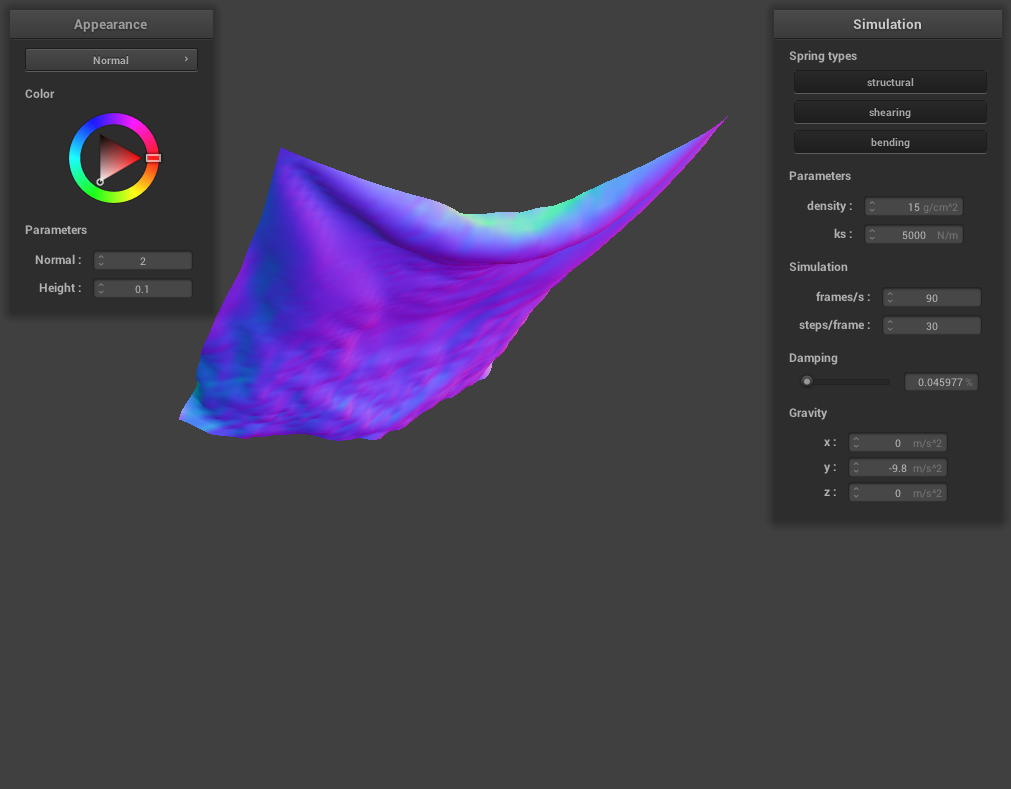 Appearance
Normal
Color
Parameters
Normal : 2
Height : 0.1
Simulation
Spring types
structural
shearing
bending
Parameters
density : 15 g/cm^2
ks : 5000 N/m
Simulation
frames/s : 90
steps/frame : 30
Damping
0.045977 %
Gravity
x : 0 m/s^2
y : -9.8 m/s^2
z : 0 m/s^2